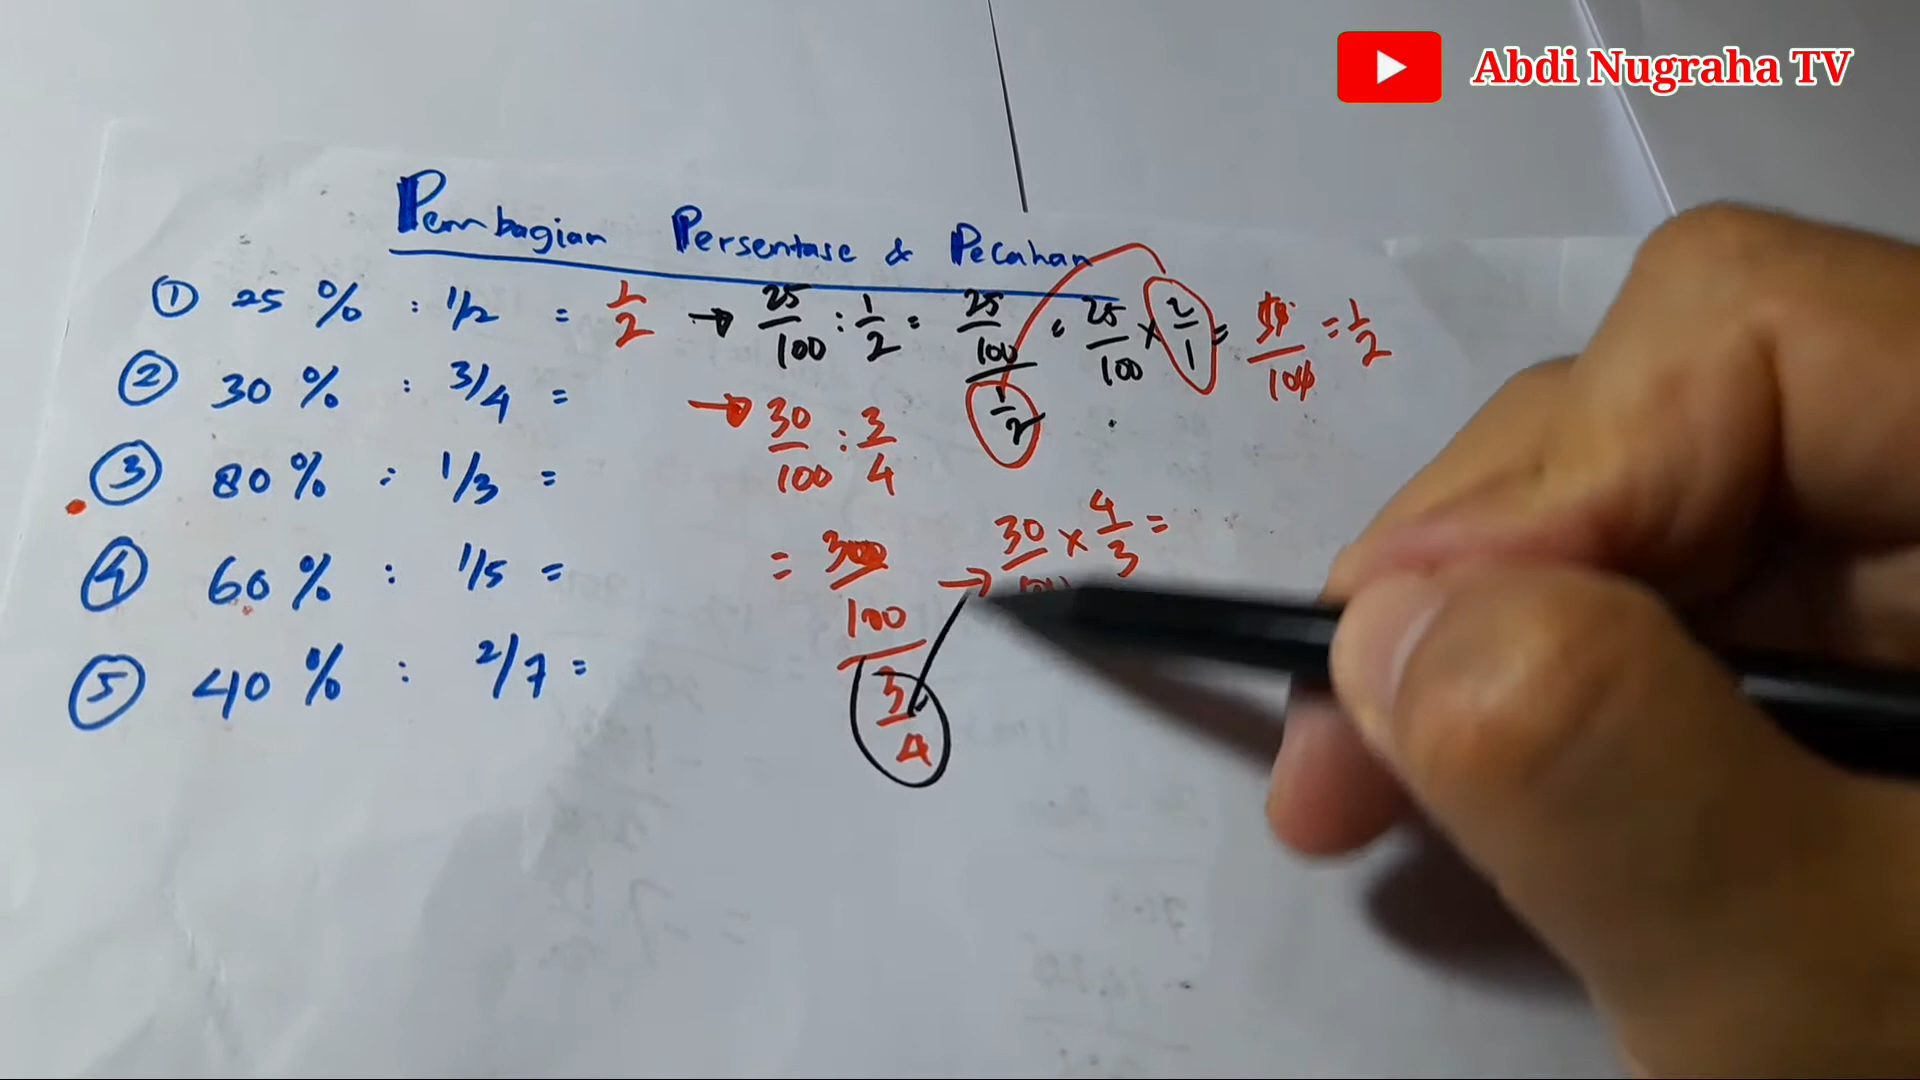 Abdi Nugraha TV
Pembagian Persentase & Pecahan
① 25 % : 1/2 = 1/2 → 25/100 : 1/2 = 25/100 / 1/2 = 25/100 × 2/1 = 50/100 = 1/2
② 30 % : 3/4 = → 30/100 : 3/4
③ 80 % : 1/3 =
= 30/100 / 3/4 → 30/100 × 4/3 =
④ 60 % : 1/5 =
⑤ 40 % : 2/7 =